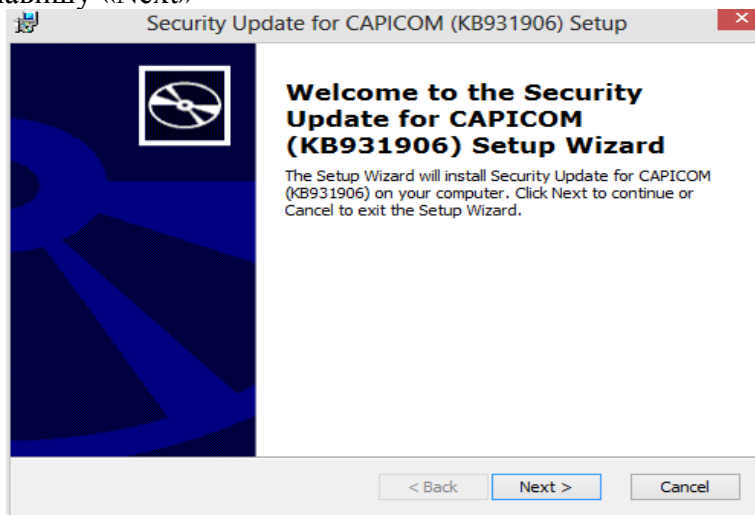 «Next»
Security Update for CAPICOM (KB931906) Setup
Welcome to the Security
Update for CAPICOM
(KB931906) Setup Wizard
The Setup Wizard will install Security Update for CAPICOM
(KB931906) on your computer. Click Next to continue or
Cancel to exit the Setup Wizard.
< Back
Next >
Cancel